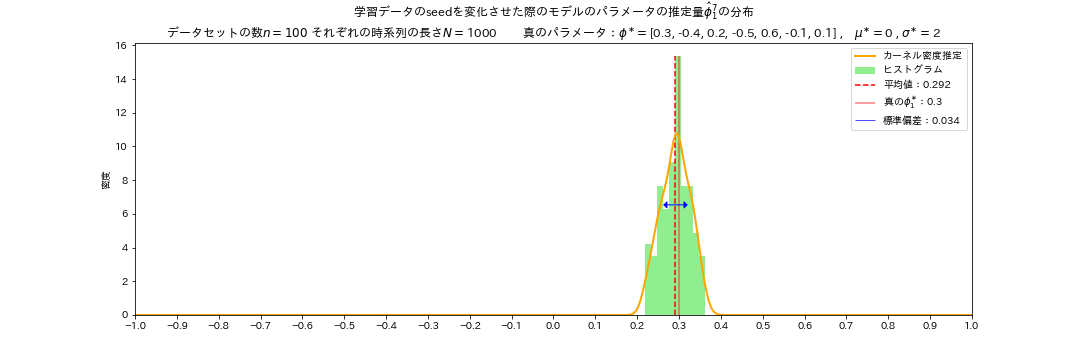 学習データのseedを変化させた際のモデルのパラメータの推定量$\hat{\phi}_1^7$の分布
データセットの数n = 100 それぞれの時系列の長さN = 1000　　真のパラメータ：ϕ* = [0.3, -0.4, 0.2, -0.5, 0.6, -0.1, 0.1] ,　μ* = 0 , σ* = 2
密度
16
14
12
10
8
6
4
2
0
−1.0 −0.9 −0.8 −0.7 −0.6 −0.5 −0.4 −0.3 −0.2 −0.1 0.0 0.1 0.2 0.3 0.4 0.5 0.6 0.7 0.8 0.9 1.0
カーネル密度推定
ヒストグラム
平均値：0.292
真の$\phi_1^*$：0.3
標準偏差：0.034